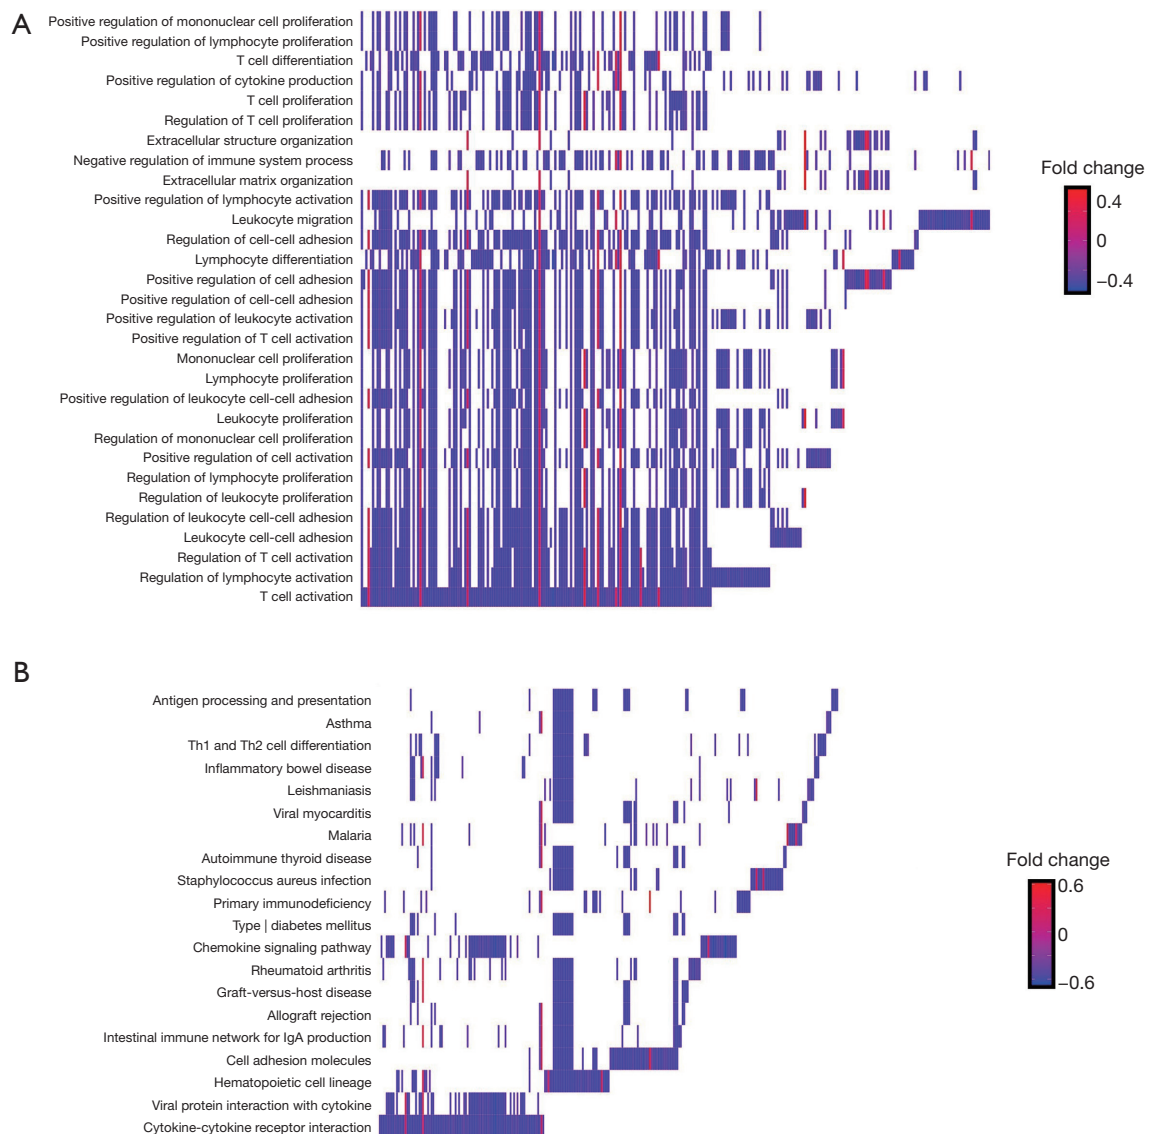 A
Positive regulation of mononuclear cell proliferation
Positive regulation of lymphocyte proliferation
T cell differentiation
Positive regulation of cytokine production
T cell proliferation
Regulation of T cell proliferation
Extracellular structure organization
Negative regulation of immune system process
Extracellular matrix organization
Positive regulation of lymphocyte activation
Leukocyte migration
Regulation of cell-cell adhesion
Lymphocyte differentiation
Positive regulation of cell adhesion
Positive regulation of cell-cell adhesion
Positive regulation of leukocyte activation
Positive regulation of T cell activation
Mononuclear cell proliferation
Lymphocyte proliferation
Positive regulation of leukocyte cell-cell adhesion
Leukocyte proliferation
Regulation of mononuclear cell proliferation
Positive regulation of cell activation
Regulation of lymphocyte proliferation
Regulation of leukocyte proliferation
Regulation of leukocyte cell-cell adhesion
Leukocyte cell-cell adhesion
Regulation of T cell activation
Regulation of lymphocyte activation
T cell activation
Fold change
0.4
0
−0.4
B
Antigen processing and presentation
Asthma
Th1 and Th2 cell differentiation
Inflammatory bowel disease
Leishmaniasis
Viral myocarditis
Malaria
Autoimmune thyroid disease
Staphylococcus aureus infection
Primary immunodeficiency
Type | diabetes mellitus
Chemokine signaling pathway
Rheumatoid arthritis
Graft-versus-host disease
Allograft rejection
Intestinal immune network for IgA production
Cell adhesion molecules
Hematopoietic cell lineage
Viral protein interaction with cytokine
Cytokine-cytokine receptor interaction
Fold change
0.6
0
−0.6